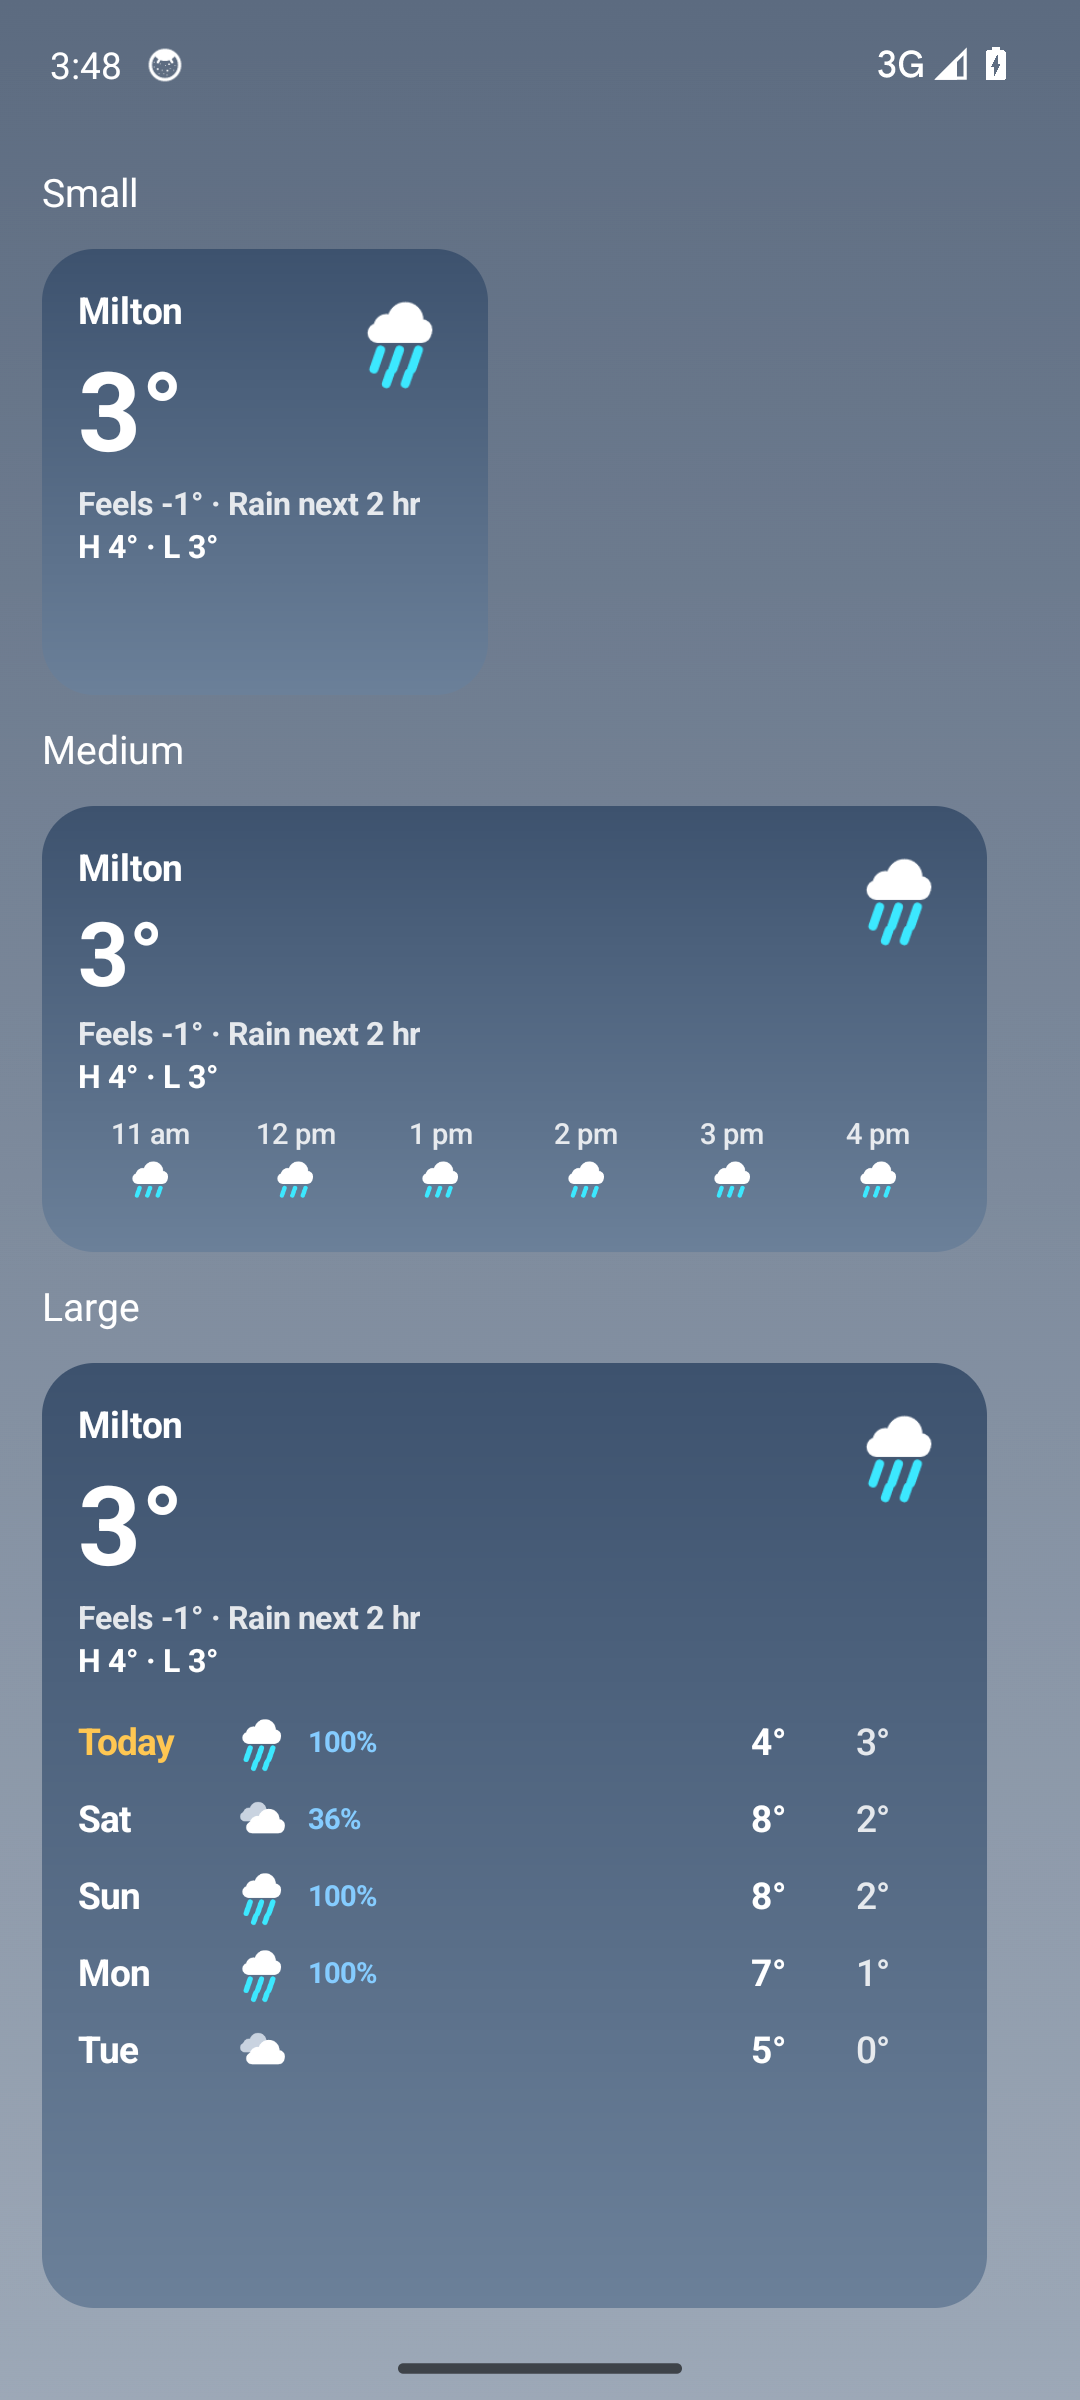 3:48 3G
Small
Milton
3°
Feels -1° · Rain next 2 hr
H 4° · L 3°
Medium
Milton
3°
Feels -1° · Rain next 2 hr
H 4° · L 3°
11 am 12 pm 1 pm 2 pm 3 pm 4 pm
Large
Milton
3°
Feels -1° · Rain next 2 hr
H 4° · L 3°
Today 100% 4° 3°
Sat 36% 8° 2°
Sun 100% 8° 2°
Mon 100% 7° 1°
Tue 5° 0°